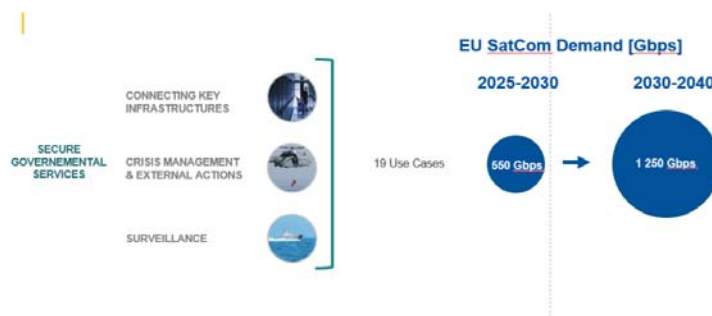 EU SatCom Demand [Gbps]
2025-2030
2030-2040
CONNECTING KEY
INFRASTRUCTURES
SECURE
GOVERNEMENTAL
SERVICES
CRISIS MANAGEMENT
& EXTERNAL ACTIONS
19 Use Cases
550 Gbps
1 250 Gbps
SURVEILLANCE